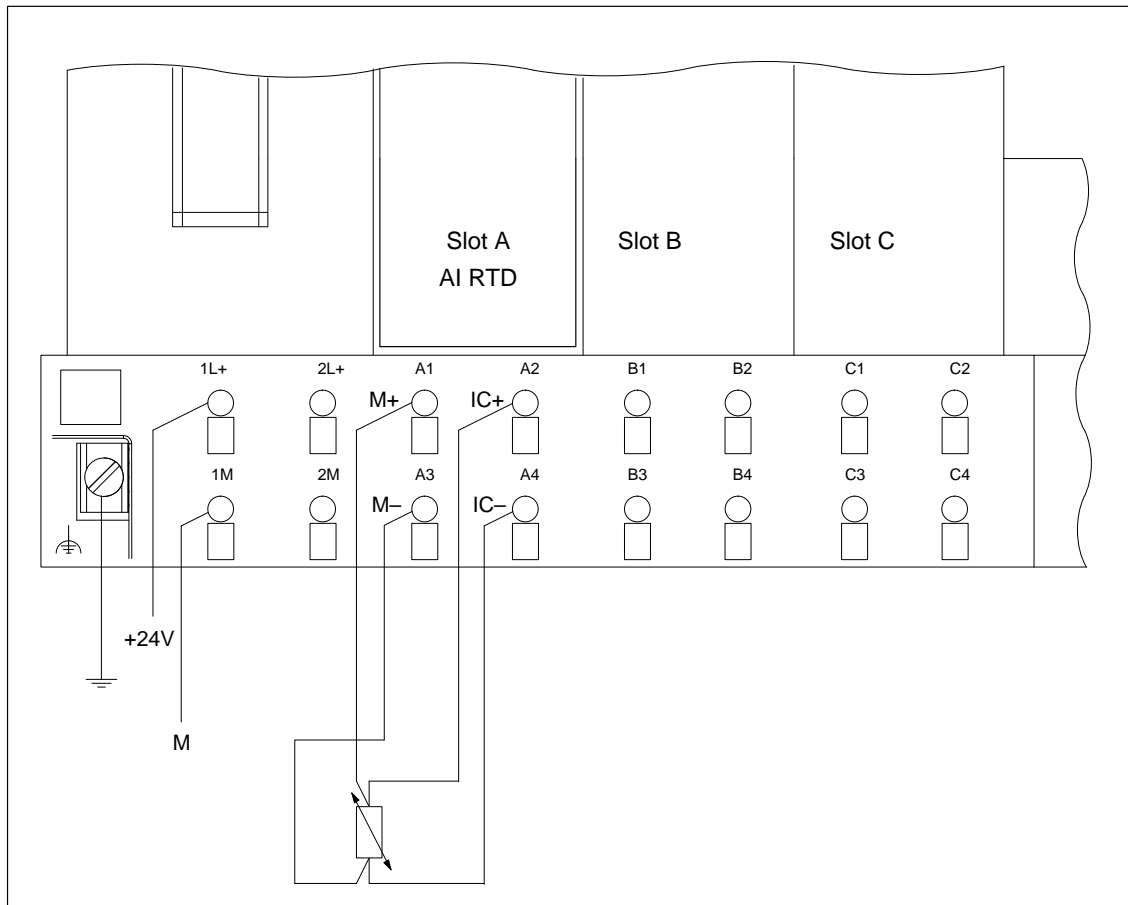 Slot A
AI RTD
Slot B
Slot C
1L+ 2L+ A1 A2 B1 B2 C1 C2
M+ IC+
1M 2M A3 A4 B3 B4 C3 C4
M– IC–
+24V
M